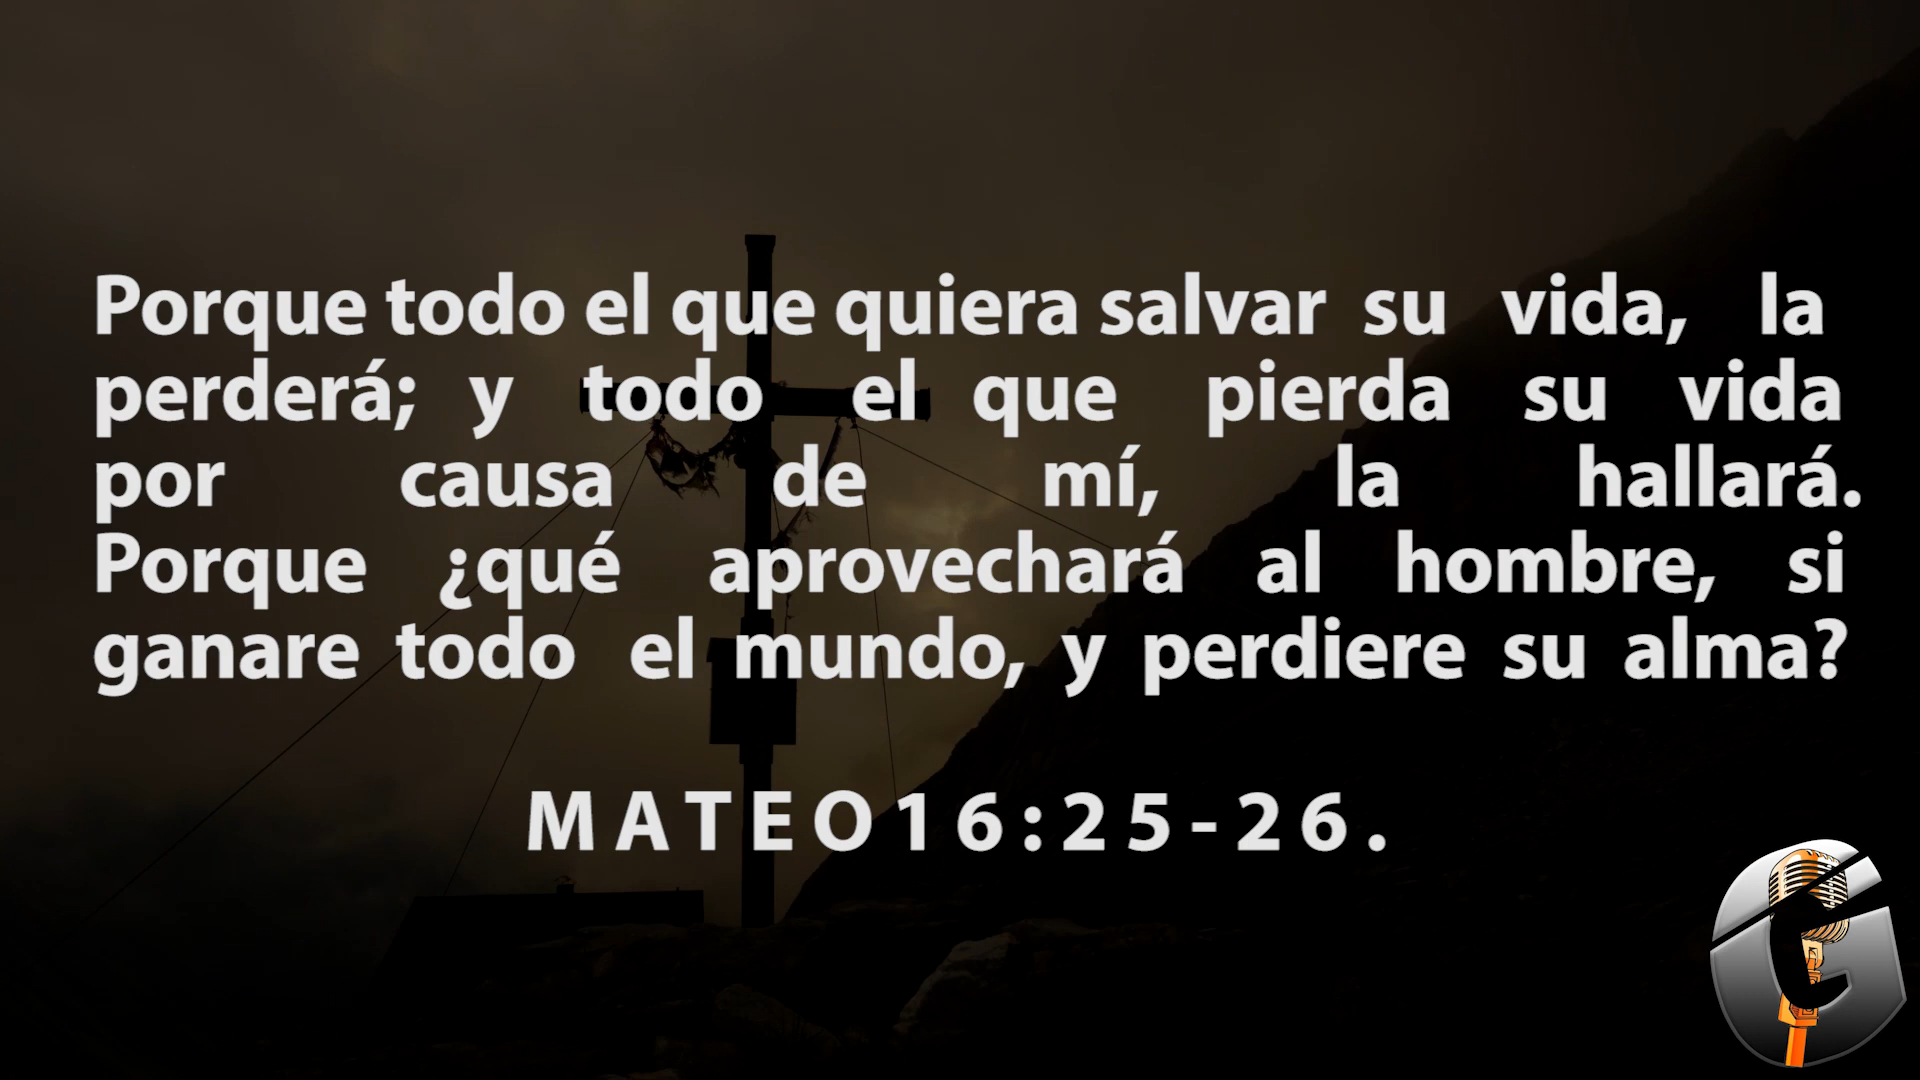 Porque todo el que quiera salvar su vida, la
perderá; y todo el que pierda su vida
por causa de mí, la hallará.
Porque ¿qué aprovechará al hombre, si
ganare todo el mundo, y perdiere su alma?
MATEO16:25-26.